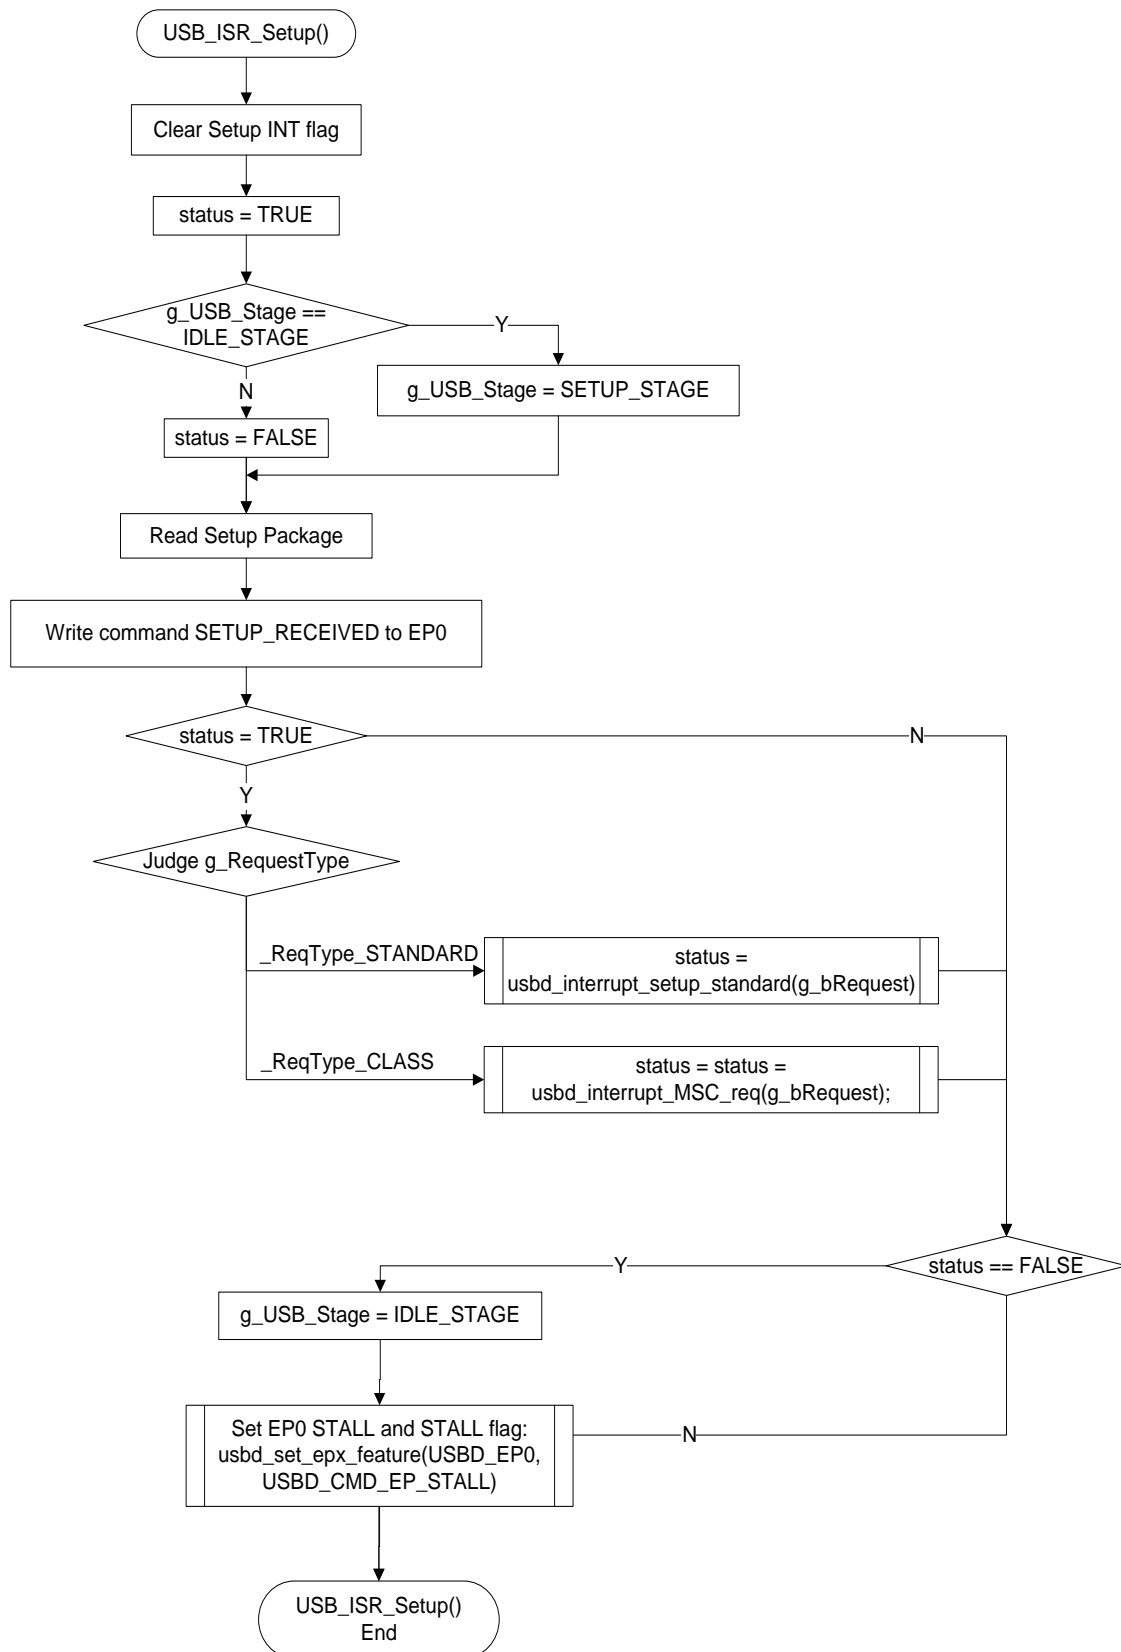 USB_ISR_Setup()
Clear Setup INT flag
status = TRUE
g_USB_Stage ==
IDLE_STAGE
Y
N
g_USB_Stage = SETUP_STAGE
status = FALSE
Read Setup Package
Write command SETUP_RECEIVED to EP0
status = TRUE
N
Y
Judge g_RequestType
_ReqType_STANDARD
status =
usbd_interrupt_setup_standard(g_bRequest)
_ReqType_CLASS
status = status =
usbd_interrupt_MSC_req(g_bRequest);
status == FALSE
Y
g_USB_Stage = IDLE_STAGE
Set EP0 STALL and STALL flag:
usbd_set_epx_feature(USBD_EP0,
USBD_CMD_EP_STALL)
N
USB_ISR_Setup()
End